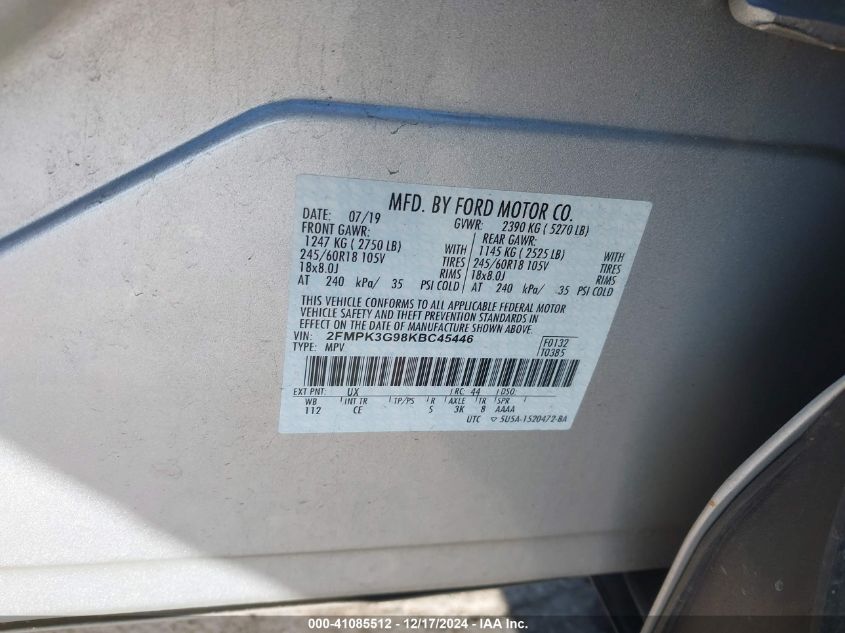 MFD. BY FORD MOTOR CO.
DATE: 07/19 GVWR: 2390 KG ( 5270 LB)
FRONT GAWR: REAR GAWR:
1247 KG ( 2750 LB) WITH 1145 KG ( 2525 LB) WITH
245/60R18 105V TIRES 245/60R18 105V TIRES
18x8.0J RIMS 18x8.0J RIMS
AT 240 kPa/ 35 PSI COLD AT 240 kPa/ 35 PSI COLD
THIS VEHICLE CONFORMS TO ALL APPLICABLE FEDERAL MOTOR
VEHICLE SAFETY AND THEFT PREVENTION STANDARDS IN
EFFECT ON THE DATE OF MANUFACTURE SHOWN ABOVE.
VIN: 2FMPK3G98KBC45446 F0132
TYPE: MPV T0385
EXT PNT: UX RC: 44 DSO:
WB INT TR TP/PS R AXLE TR SPR
112 CE 5 3K 8 AAAA
UTC ▽ 5U5A-1520472-BA
000-41085512 - 12/17/2024 - IAA Inc.